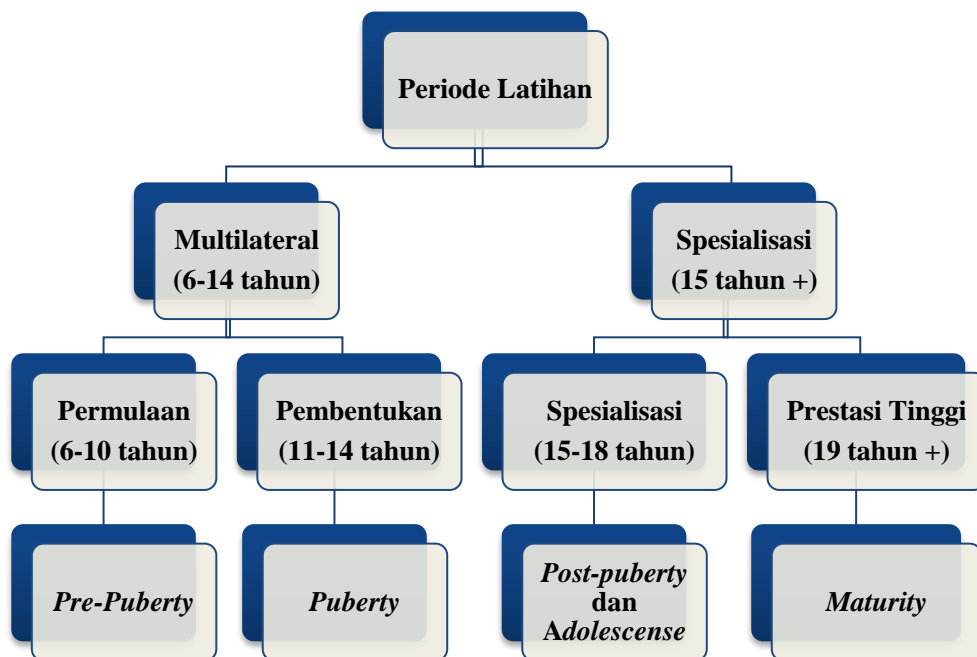 Periode Latihan
Multilateral
(6-14 tahun)
Spesialisasi
(15 tahun +)
Permulaan
(6-10 tahun)
Pembentukan
(11-14 tahun)
Spesialisasi
(15-18 tahun)
Prestasi Tinggi
(19 tahun +)
Pre-Puberty
Puberty
Post-puberty
dan
Adolescense
Maturity